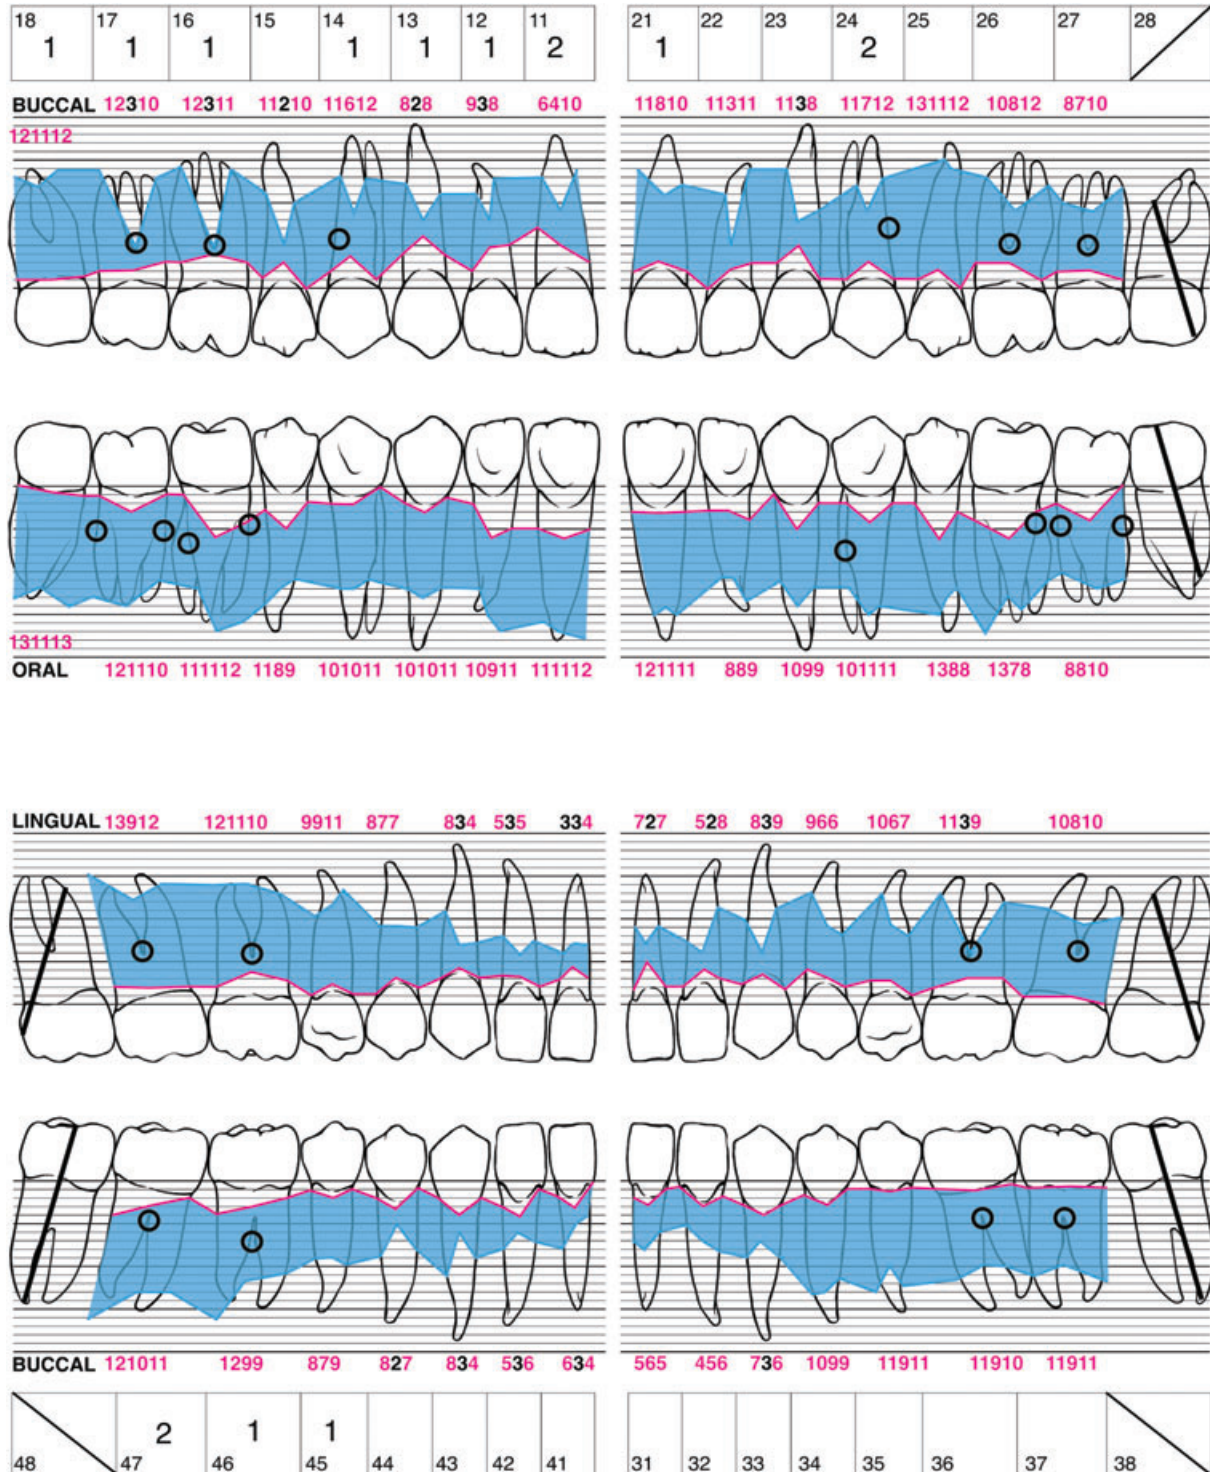 18 17 16 15 14 13 12 11 21 22 23 24 25 26 27 28
1 1 1 1 1 1 2 1 2
BUCCAL 12310 12311 11210 11612 828 938 6410 11810 11311 1138 11712 131112 10812 8710
121112
131113
ORAL 121110 111112 1189 101011 101011 10911 111112 121111 889 1099 101111 1388 1378 8810
LINGUAL 13912 121110 9911 877 834 535 334 727 528 839 966 1067 1139 10810
BUCCAL 121011 1299 879 827 834 536 634 565 456 736 1099 11911 11910 11911
2 1 1
48 47 46 45 44 43 42 41 31 32 33 34 35 36 37 38